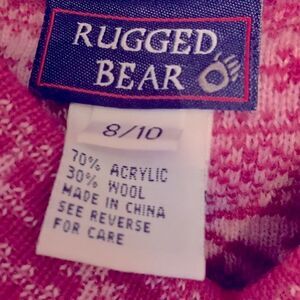 RUGGED
BEAR
8/10
70% ACRYLIC
30% WOOL
MADE IN CHINA
SEE REVERSE
FOR CARE